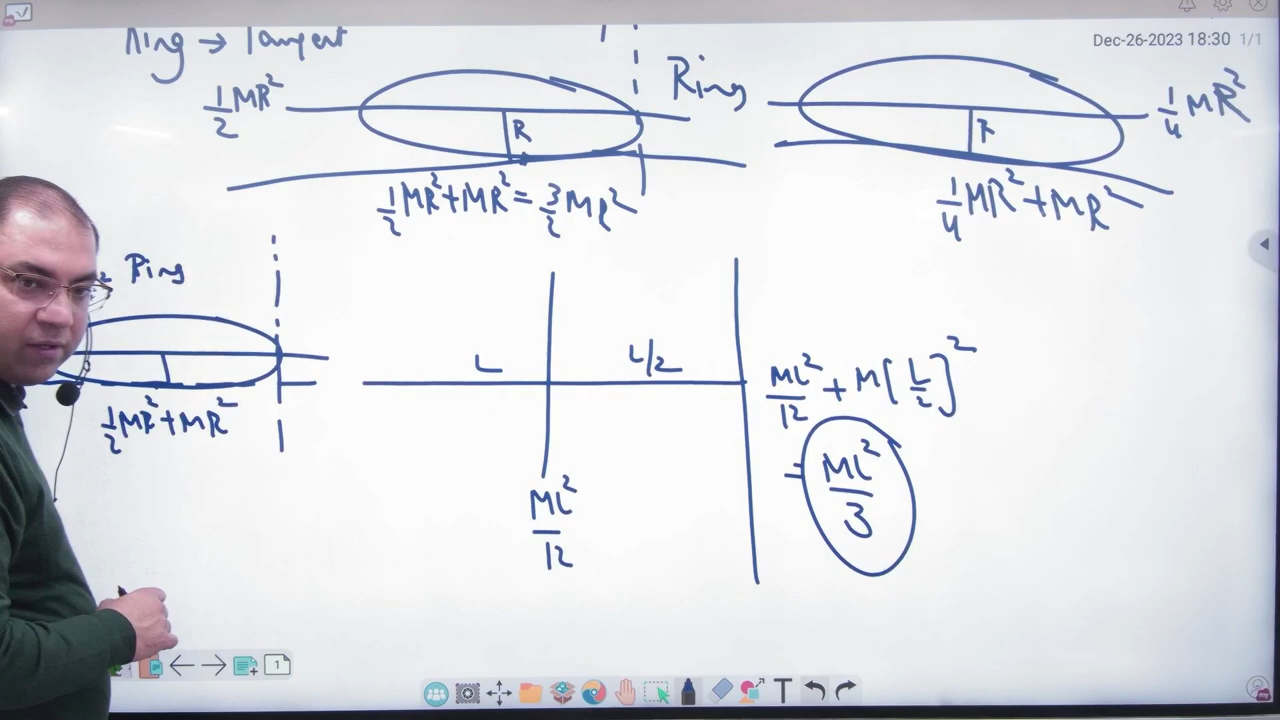 Dec-26-2023 18:30 1/1
Ring → Tangent
1/2 MR²
R
1/2 MR² + MR² = 3/2 MR²
Ring
R
1/4 MR²
1/4 MR² + MR²
Ring
1/2 MR² + MR²
L
L/2
ML²/12
ML²/12 + M[L/2]²
= ML²/3
1
T